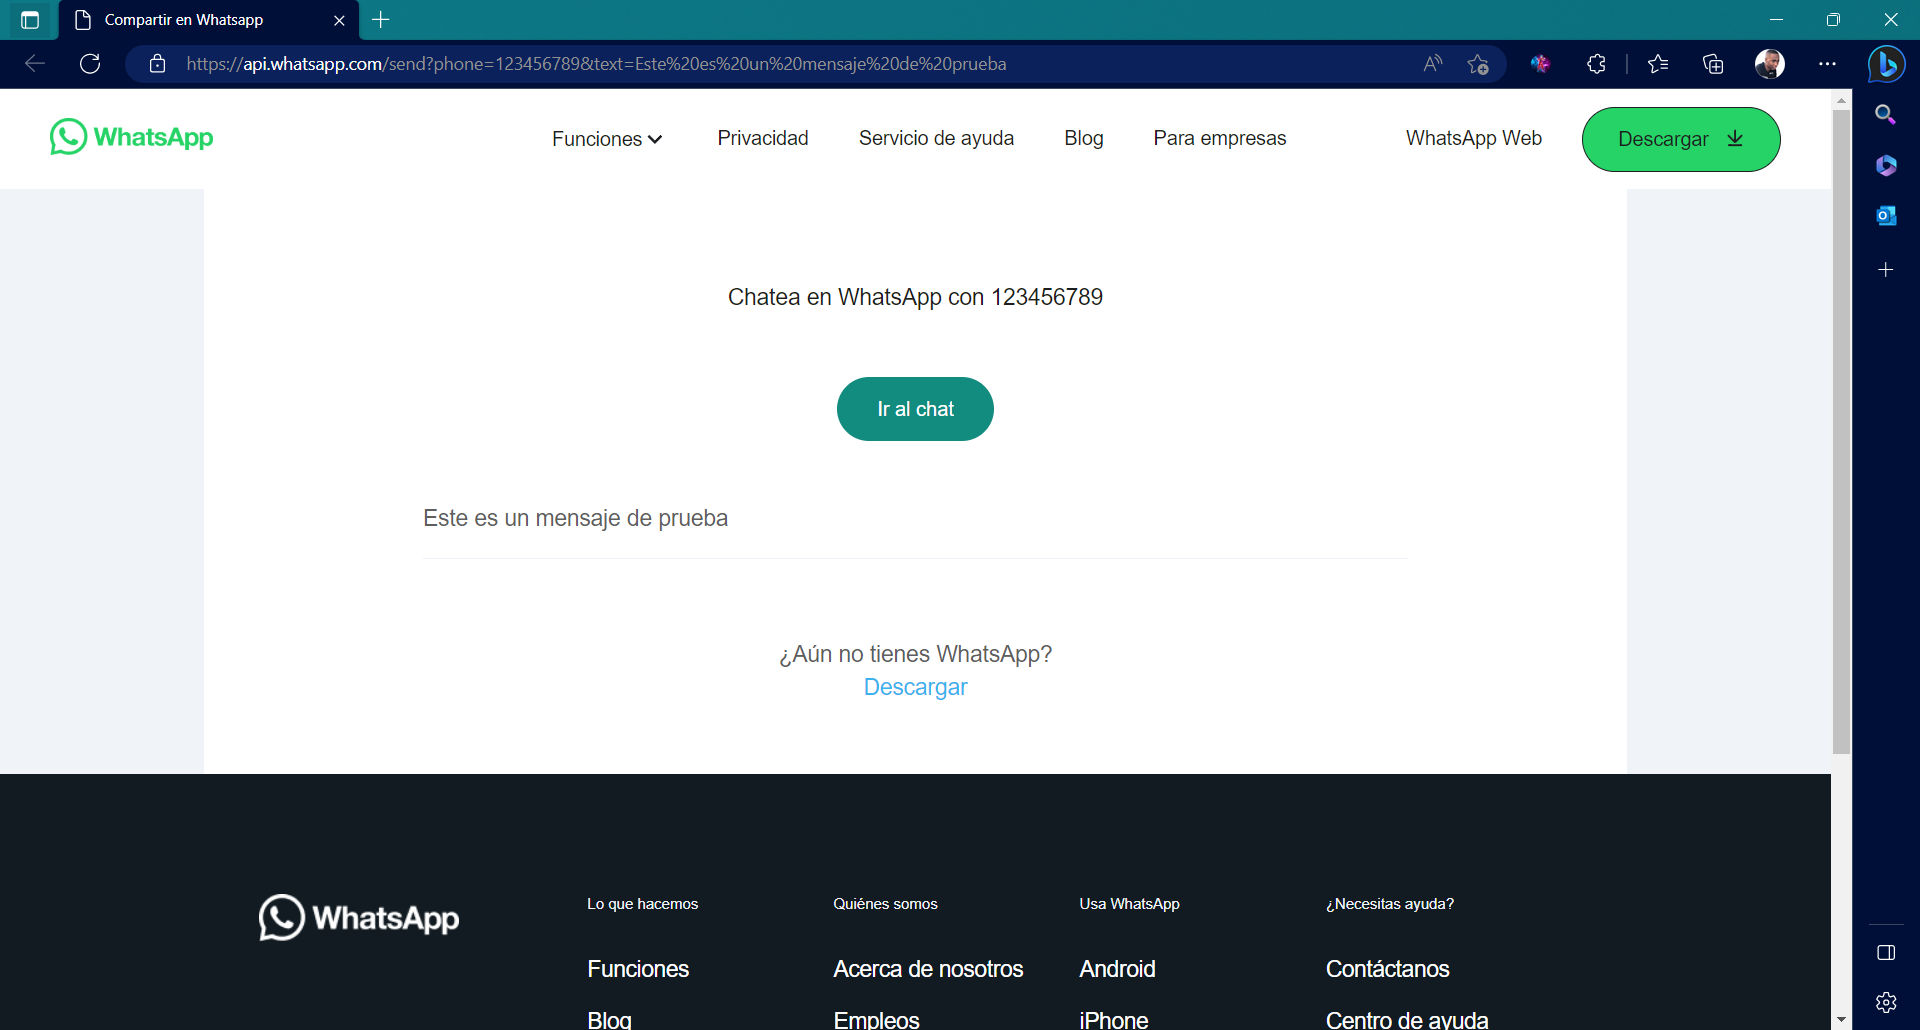 Compartir en Whatsapp
https://api.whatsapp.com/send?phone=123456789&text=Este%20es%20un%20mensaje%20de%20prueba
WhatsApp
Funciones
Privacidad
Servicio de ayuda
Blog
Para empresas
WhatsApp Web
Descargar
Chatea en WhatsApp con 123456789
Ir al chat
Este es un mensaje de prueba
¿Aún no tienes WhatsApp?
Descargar
WhatsApp
Lo que hacemos
Quiénes somos
Usa WhatsApp
¿Necesitas ayuda?
Funciones
Acerca de nosotros
Android
Contáctanos
Blog
Empleos
iPhone
Centro de ayuda